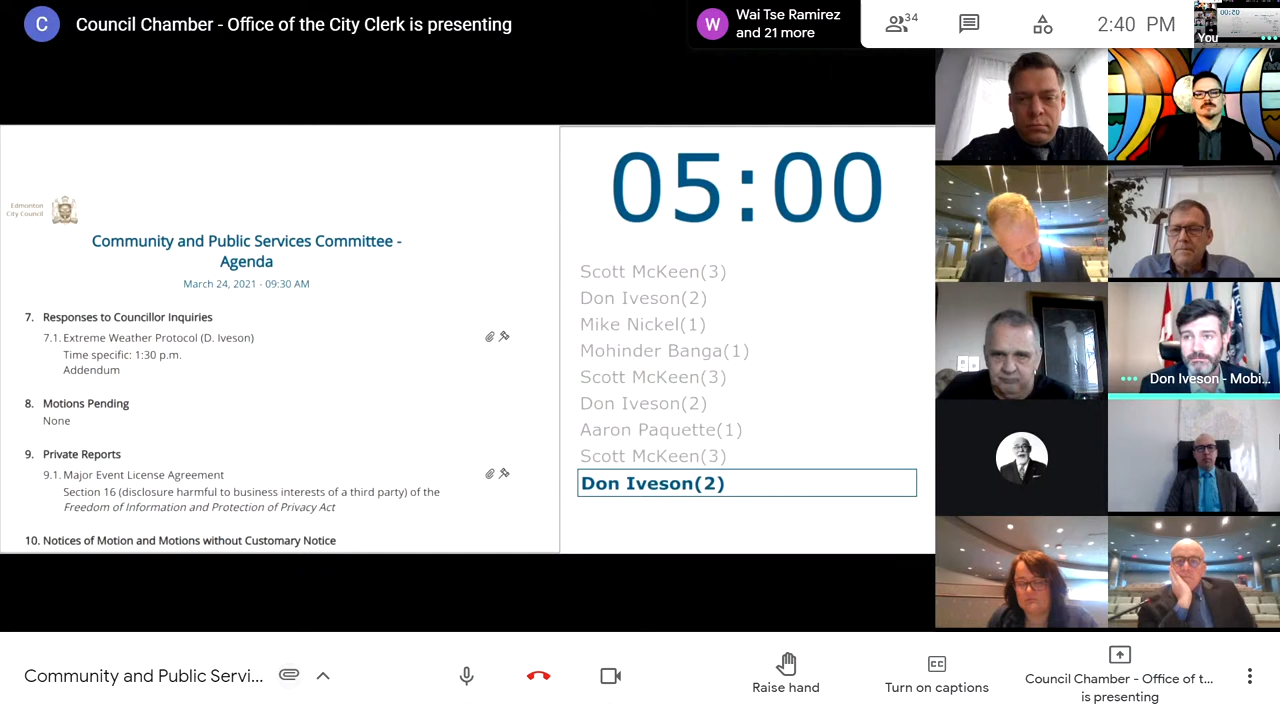 C
Council Chamber - Office of the City Clerk is presenting
W
Wai Tse Ramirez
and 21 more
34
2:40 PM
05:00
You
Edmonton
City Council
Community and Public Services Committee -
Agenda
March 24, 2021 - 09:30 AM
7. Responses to Councillor Inquiries
7.1. Extreme Weather Protocol (D. Iveson)
Time specific: 1:30 p.m.
Addendum
8. Motions Pending
None
9. Private Reports
9.1. Major Event License Agreement
Section 16 (disclosure harmful to business interests of a third party) of the
Freedom of Information and Protection of Privacy Act
10. Notices of Motion and Motions without Customary Notice
05:00
Scott McKeen(3)
Don Iveson(2)
Mike Nickel(1)
Mohinder Banga(1)
Scott McKeen(3)
Don Iveson(2)
Aaron Paquette(1)
Scott McKeen(3)
Don Iveson(2)
Don Iveson - Mobi...
Community and Public Servi...
Raise hand
CC
Turn on captions
Council Chamber - Office of t...
is presenting